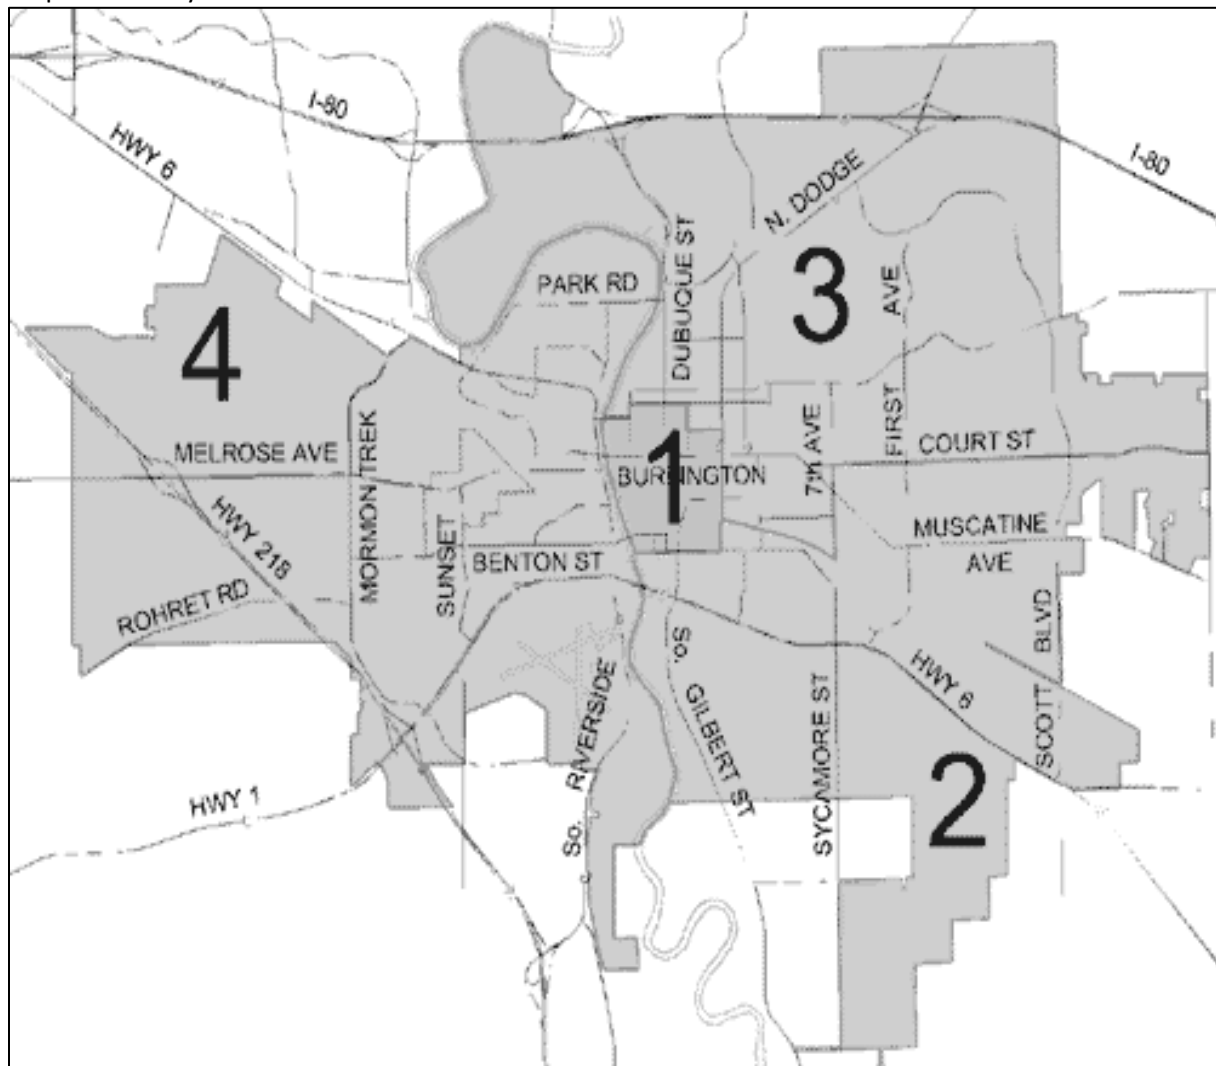 I-80
HWY 6
I-80
N. DODGE
DUBUQUE ST
PARK RD
3
FIRST AVE
4
MELROSE AVE
MORMON TREK
1
BURLINGTON
7th AVE
COURT ST
HWY 218
SUNSET
BENTON ST
MUSCATINE
AVE
ROHRET RD
So. RIVERSIDE
So. GILBERT ST
SYCAMORE ST
HWY 6
SCOTT BLVD
2
HWY 1